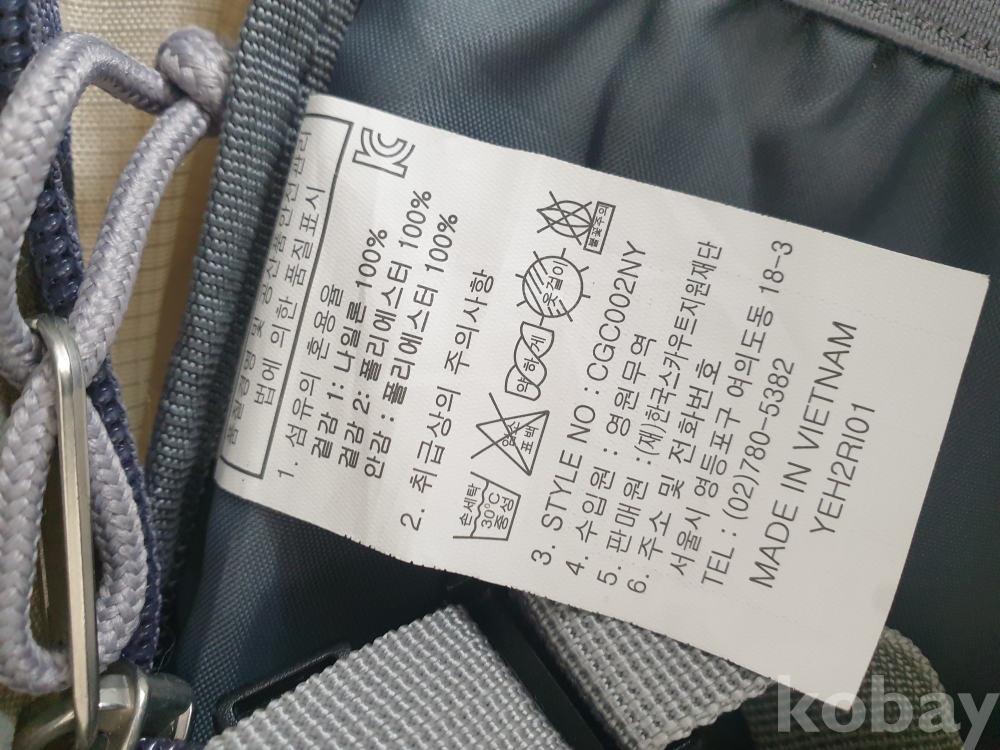 품질경영 및 공산품안전관리
법에 의한 품질표시
1. 섬유의 혼용율
겉감 1: 나일론 100%
겉감 2: 폴리에스터 100%
안감 : 폴리에스터 100%
2. 취급상의 주의사항
손세탁
30℃
중성
염소
표백
약하게
옷걸이
불꽃주의
3. STYLE NO : CGC002NY
4. 수입원 : 영원무역
5. 판매원 : (재)한국스카우트지원재단
6. 주소 및 전화번호
서울시 영등포구 여의도동 18-3
TEL : (02)780-5382
MADE IN VIETNAM
YEH2RI01
kobay